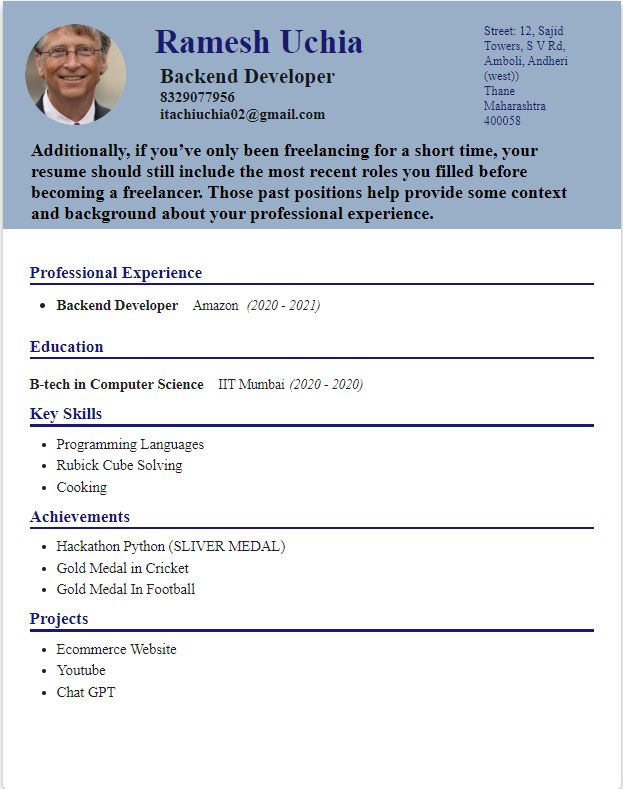 Ramesh Uchia
Backend Developer
8329077956
itachiuchia02@gmail.com
Street: 12, Sajid
Towers, S V Rd,
Amboli, Andheri
(west))
Thane
Maharashtra
400058
Additionally, if you’ve only been freelancing for a short time, your
resume should still include the most recent roles you filled before
becoming a freelancer. Those past positions help provide some context
and background about your professional experience.
Professional Experience
• Backend Developer Amazon (2020 - 2021)
Education
B-tech in Computer Science IIT Mumbai (2020 - 2020)
Key Skills
• Programming Languages
• Rubick Cube Solving
• Cooking
Achievements
• Hackathon Python (SLIVER MEDAL)
• Gold Medal in Cricket
• Gold Medal In Football
Projects
• Ecommerce Website
• Youtube
• Chat GPT